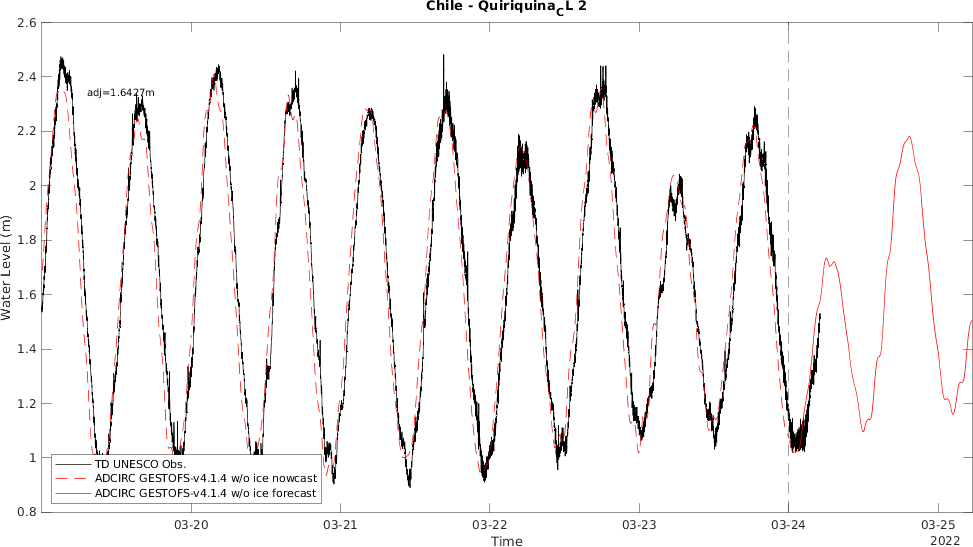 Chile - Quiriquina_CL 2
2.6
2.4
adj=1.6427m
2.2
2
1.8
Water Level (m)
1.6
1.4
1.2
1
TD UNESCO Obs.
ADCIRC GESTOFS-v4.1.4 w/o ice nowcast
ADCIRC GESTOFS-v4.1.4 w/o ice forecast
0.8
03-20 03-21 03-22 03-23 03-24 03-25
Time 2022